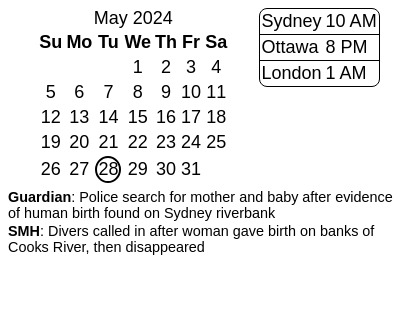 May 2024
Su Mo Tu We Th Fr Sa
1 2 3 4
5 6 7 8 9 10 11
12 13 14 15 16 17 18
19 20 21 22 23 24 25
26 27 28 29 30 31
Sydney 10 AM
Ottawa 8 PM
London 1 AM
Guardian: Police search for mother and baby after evidence
of human birth found on Sydney riverbank
SMH: Divers called in after woman gave birth on banks of
Cooks River, then disappeared